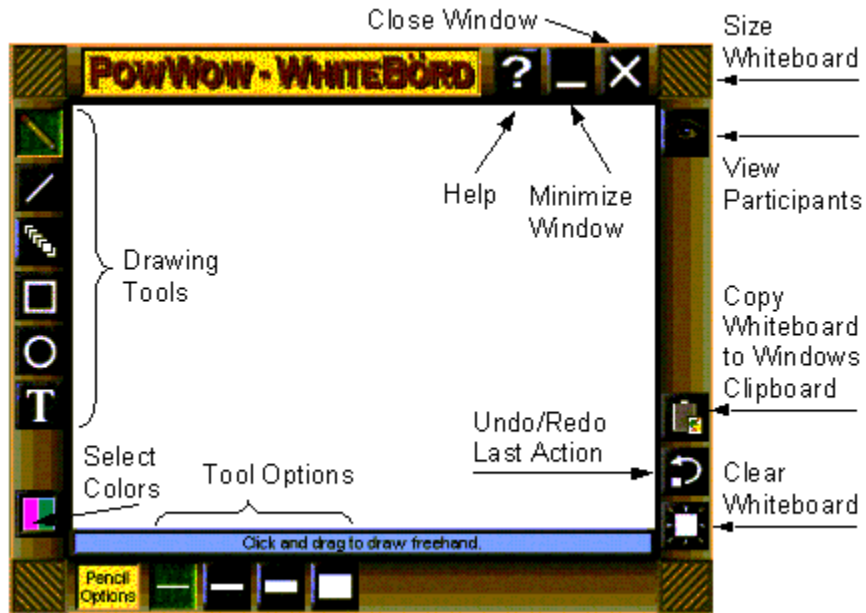 Close Window
Size
Whiteboard
POWWOW - WHITEBÖRD
?
View
Participants
Help
Minimize
Window
Drawing
Tools
Copy
Whiteboard
to Windows
Clipboard
T
Undo/Redo
Last Action
Select
Colors
Tool Options
Clear
Whiteboard
Click and drag to draw freehand.
Pencil
Options